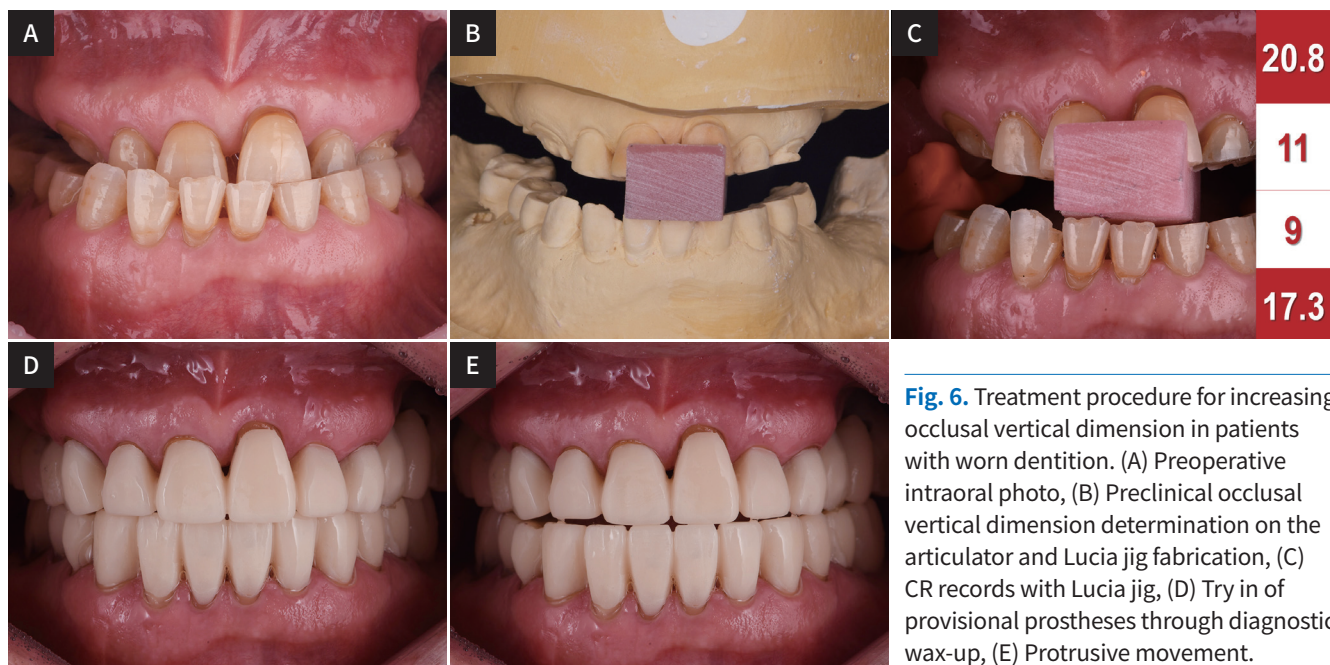 A
B
C
20.8
11
9
17.3
D
E
Fig. 6. Treatment procedure for increasing
occlusal vertical dimension in patients
with worn dentition. (A) Preoperative
intraoral photo, (B) Preclinical occlusal
vertical dimension determination on the
articulator and Lucia jig fabrication, (C)
CR records with Lucia jig, (D) Try in of
provisional prostheses through diagnostic
wax-up, (E) Protrusive movement.